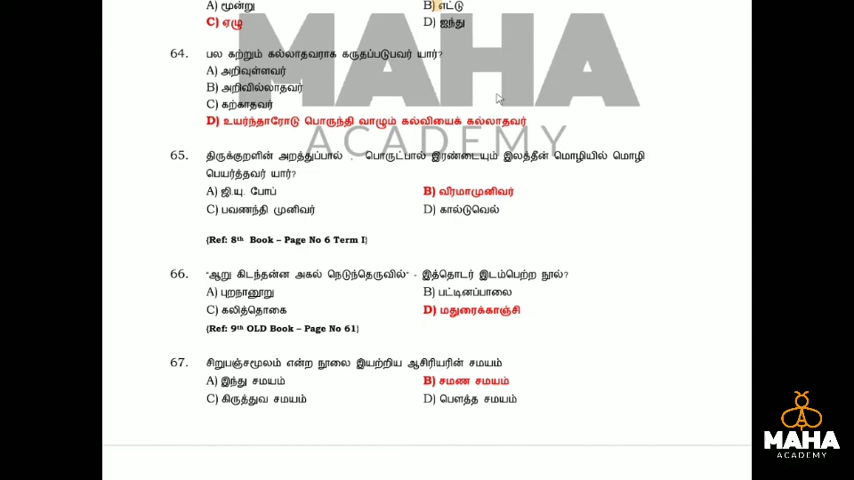 A) மூன்று B) எட்டு
C) ஏழு D) ஐந்து
MAHA
ACADEMY
64. பல கற்றும் கல்லாதவராக கருதப்படுபவர் யார்?
A) அறிவுள்ளவர்
B) அறிவில்லாதவர்
C) கற்காதவர்
D) உயர்ந்தாரோடு பொருந்தி வாழும் கல்வியைக் கல்லாதவர்
65. திருக்குறளின் அறத்துப்பால் . பொருட்பால் இரண்டையும் இலத்தீன் மொழியில் மொழி
பெயர்த்தவர் யார்?
A) ஜி.யு. போப் B) வீரமாமுனிவர்
C) பவணந்தி முனிவர் D) கால்டுவெல்
{Ref: 8th Book – Page No 6 Term I}
66. "ஆறு கிடந்தன்ன அகல் நெடுந்தெருவில்" - இத்தொடர் இடம்பெற்ற நூல்?
A) புறநானூறு B) பட்டினப்பாலை
C) கலித்தொகை D) மதுரைக்காஞ்சி
{Ref: 9th OLD Book – Page No 61}
67. சிறுபஞ்சமூலம் என்ற நூலை இயற்றிய ஆசிரியரின் சமயம்
A) இந்து சமயம் B) சமண சமயம்
C) கிருத்துவ சமயம் D) பௌத்த சமயம்
MAHA
ACADEMY